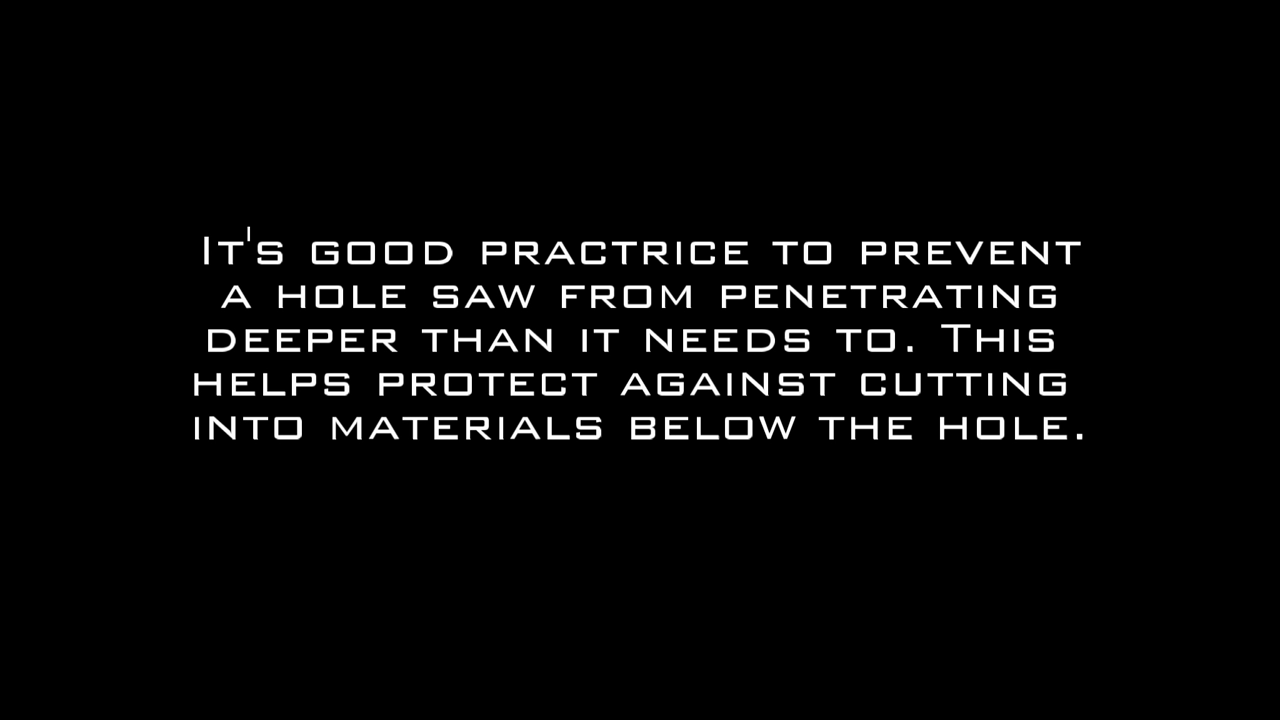 It's good practrice to prevent
a hole saw from penetrating
deeper than it needs to. This
helps protect against cutting
into materials below the hole.